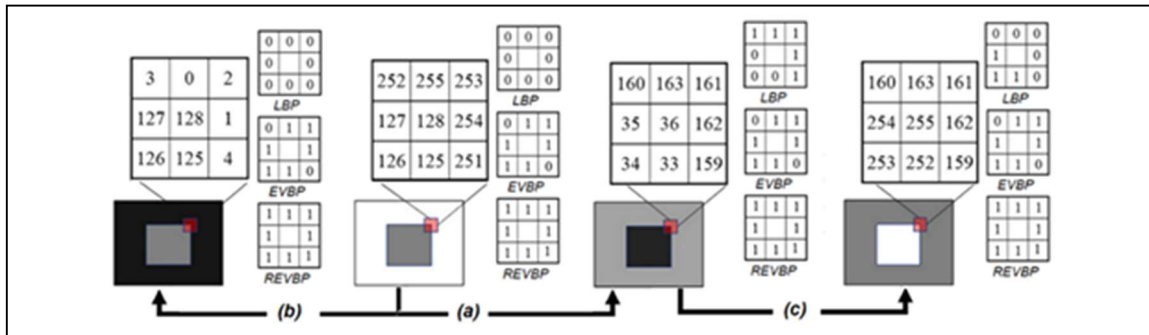 3 0 2
127 128 1
126 125 4
0 0 0
0 0
0 0 0
LBP
0 1 1
1 1
1 1 0
EVBP
1 1 1
1 1
1 1 1
REVBP
252 255 253
127 128 254
126 125 251
0 0 0
0 0
0 0 0
LBP
0 1 1
1 1
1 1 0
EVBP
1 1 1
1 1
1 1 1
REVBP
160 163 161
35 36 162
34 33 159
1 1 1
0 1
0 0 1
LBP
0 1 1
1 1
1 1 0
EVBP
1 1 1
1 1
1 1 1
REVBP
160 163 161
254 255 162
253 252 159
0 0 0
1 0
1 1 0
LBP
0 1 1
1 1
1 1 0
EVBP
1 1 1
1 1
1 1 1
REVBP
(b) (a) (c)